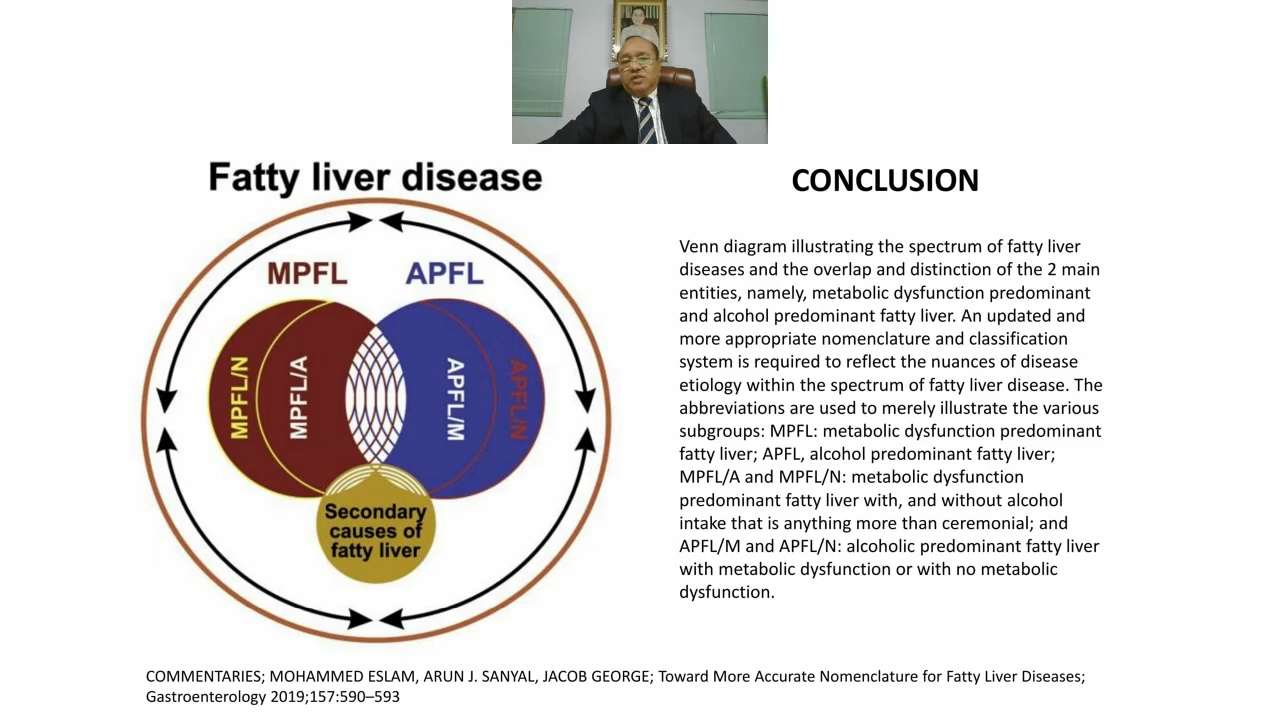 Fatty liver disease
MPFL APFL
MPFL/N
MPFL/A
APFL/M
APFL/N
Secondary
causes of
fatty liver
CONCLUSION
Venn diagram illustrating the spectrum of fatty liver
diseases and the overlap and distinction of the 2 main
entities, namely, metabolic dysfunction predominant
and alcohol predominant fatty liver. An updated and
more appropriate nomenclature and classification
system is required to reflect the nuances of disease
etiology within the spectrum of fatty liver disease. The
abbreviations are used to merely illustrate the various
subgroups: MPFL: metabolic dysfunction predominant
fatty liver; APFL, alcohol predominant fatty liver;
MPFL/A and MPFL/N: metabolic dysfunction
predominant fatty liver with, and without alcohol
intake that is anything more than ceremonial; and
APFL/M and APFL/N: alcoholic predominant fatty liver
with metabolic dysfunction or with no metabolic
dysfunction.
COMMENTARIES; MOHAMMED ESLAM, ARUN J. SANYAL, JACOB GEORGE; Toward More Accurate Nomenclature for Fatty Liver Diseases;
Gastroenterology 2019;157:590–593